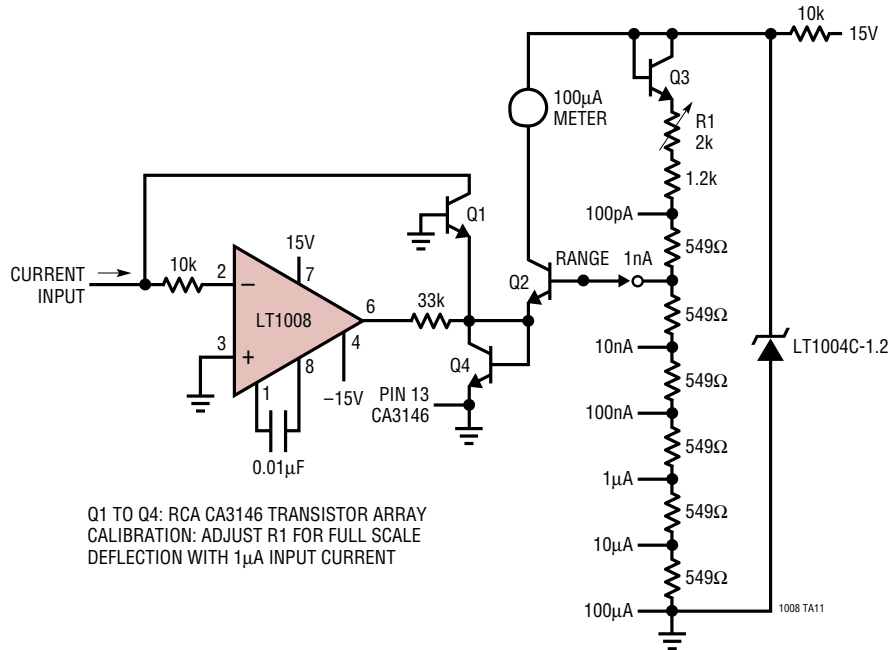 10k
15V
Q3
100µA
METER
R1
2k
1.2k
Q1
100pA
549Ω
15V
CURRENT
INPUT
10k
2
7
RANGE
1nA
Q2
LT1008
6
33k
549Ω
3
4
8
1
–15V
Q4
10nA
LT1004C-1.2
549Ω
PIN 13
CA3146
100nA
0.01µF
549Ω
1µA
549Ω
Q1 TO Q4: RCA CA3146 TRANSISTOR ARRAY
CALIBRATION: ADJUST R1 FOR FULL SCALE
DEFLECTION WITH 1µA INPUT CURRENT
10µA
549Ω
100µA
1008 TA11